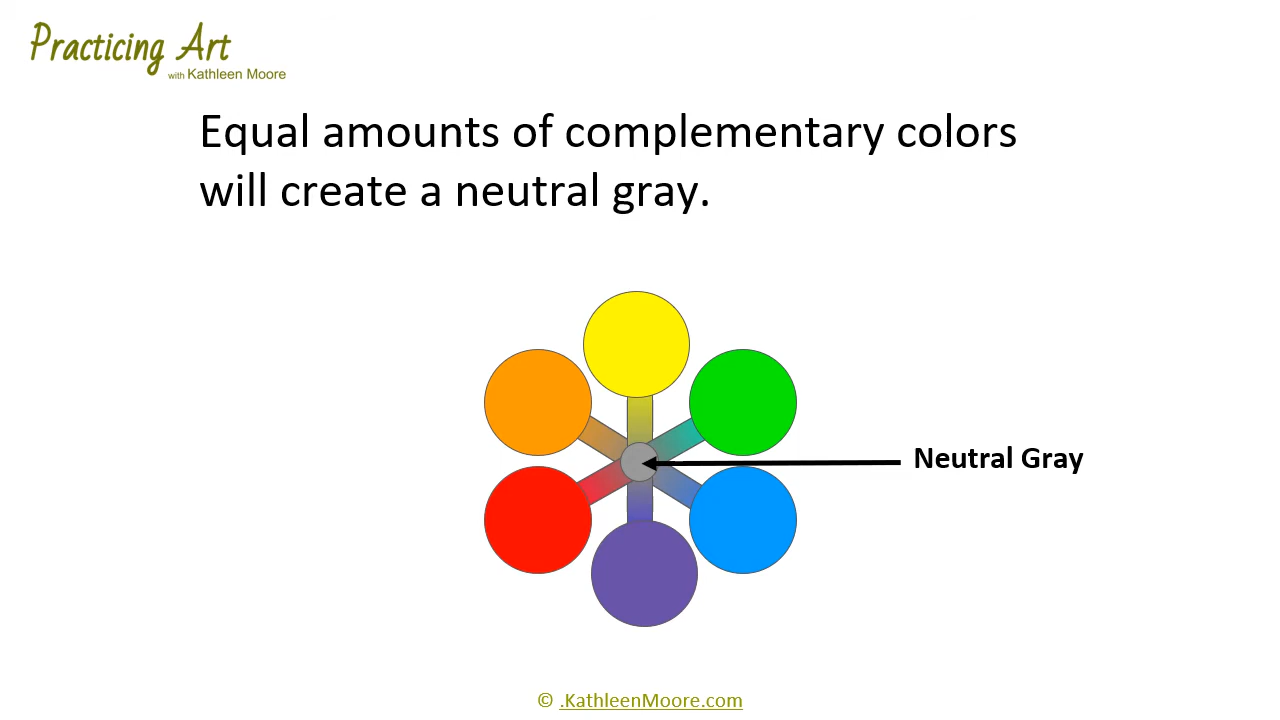 Practicing Art
with Kathleen Moore
Equal amounts of complementary colors
will create a neutral gray.
Neutral Gray
© .KathleenMoore.com